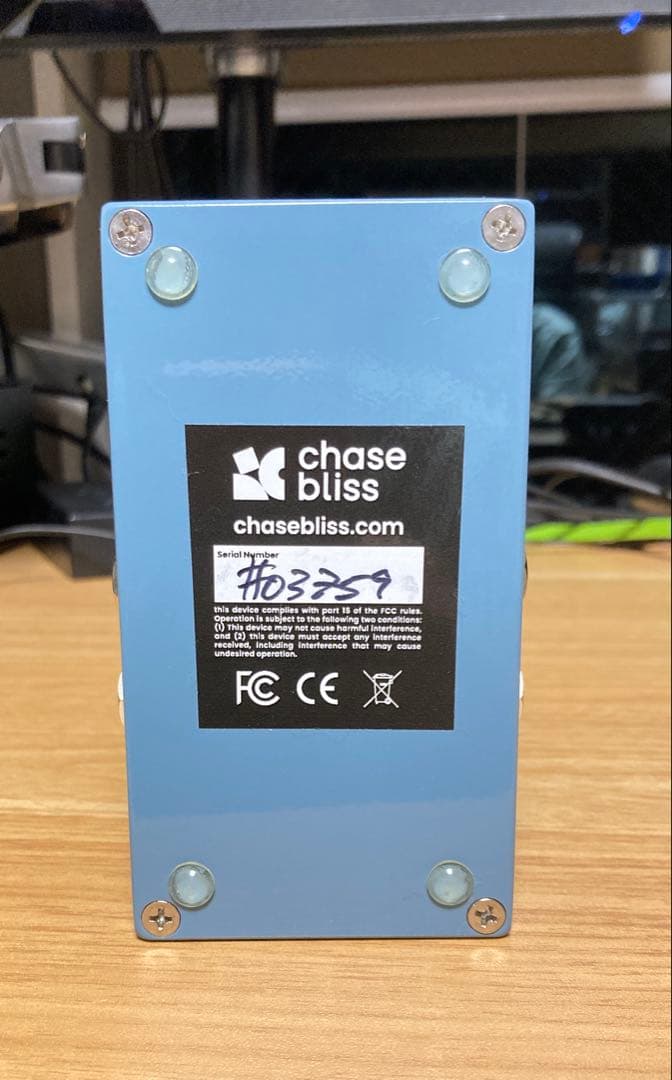 chase
bliss
chasebliss.com
Serial Number
#03759
this device complies with part 15 of the FCC rules.
Operation is subject to the following two conditions:
(1) This device may not cause harmful interference,
and (2) this device must accept any interference
received, including interference that may cause
undesired operation.
FC CE